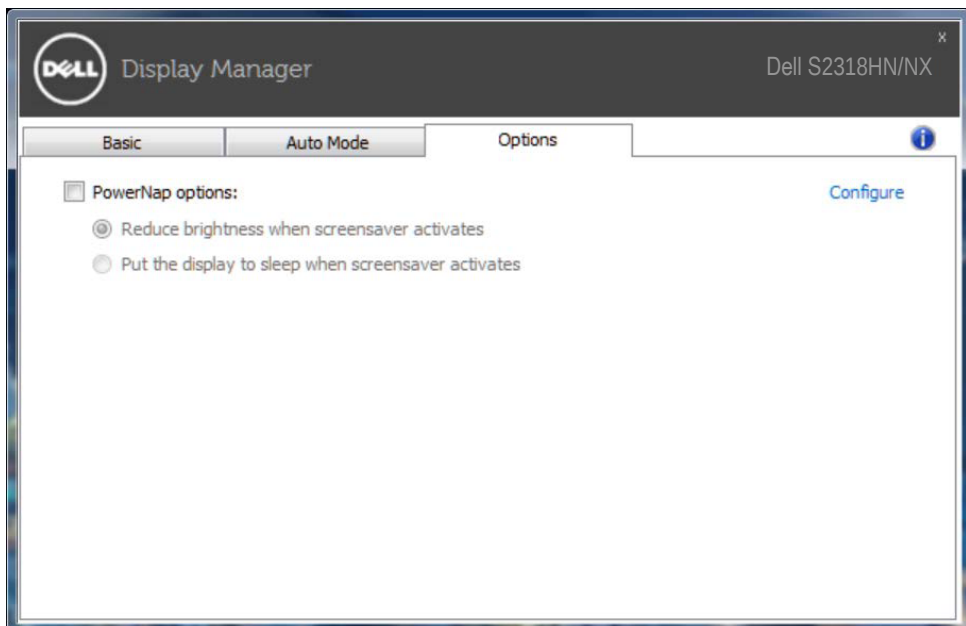 DELL
Display Manager
Dell S2318HN/NX
x
Basic
Auto Mode
Options
i
PowerNap options:
Configure
Reduce brightness when screensaver activates
Put the display to sleep when screensaver activates